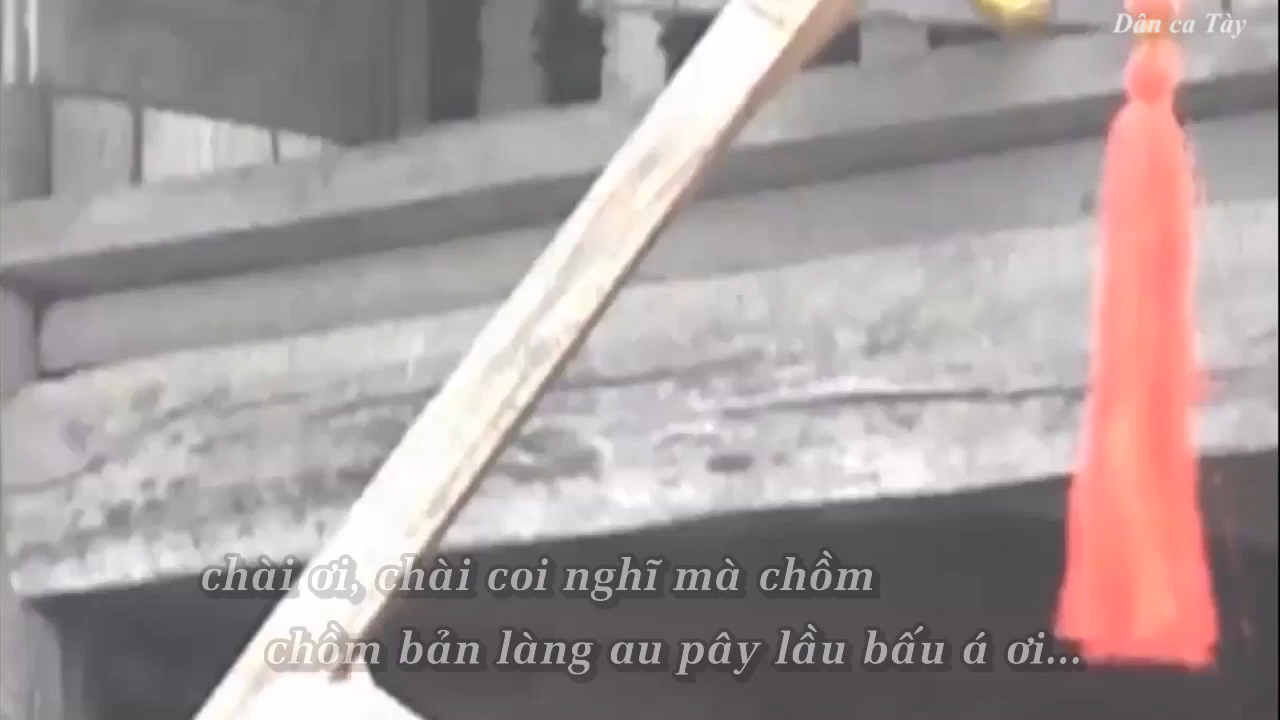 Dân ca Tày
chài ơi, chài coi nghĩ mà chồm
chồm bản làng au pây lầu bấu á ơi...